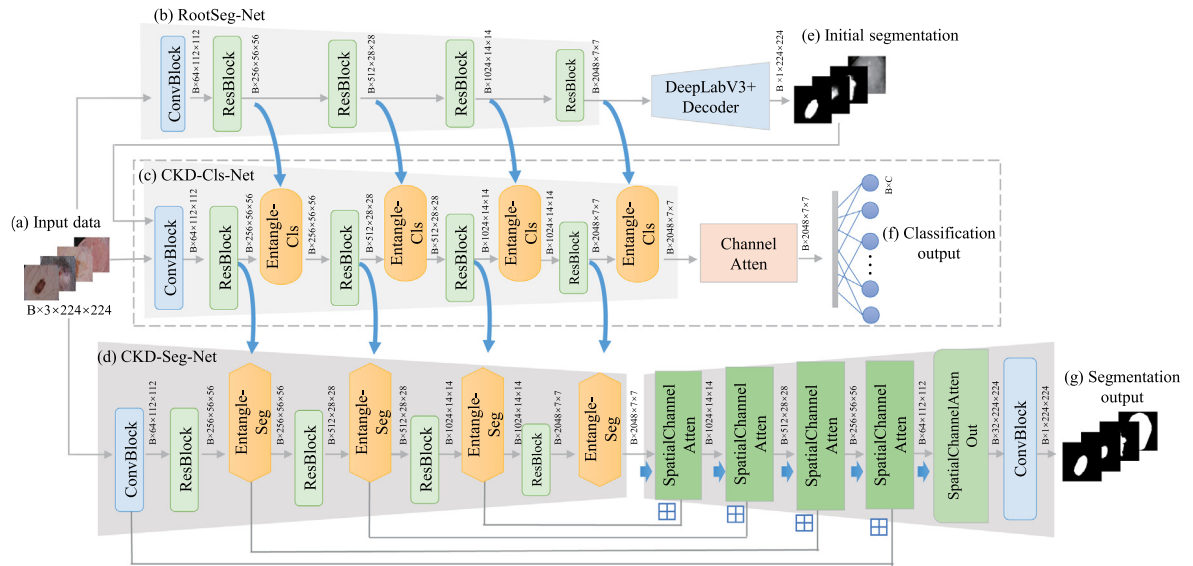 (b) RootSeg-Net
ConvBlock
B×64×112×112
ResBlock
B×256×56×56
ResBlock
B×512×28×28
ResBlock
B×1024×14×14
ResBlock
B×2048×7×7
DeepLabV3+
Decoder
B×1×224×224
(e) Initial segmentation
(a) Input data
B×3×224×224
(c) CKD-Cls-Net
ConvBlock
B×64×112×112
ResBlock
B×256×56×56
Entangle-
Cls
B×256×56×56
ResBlock
B×512×28×28
Entangle-
Cls
B×512×28×28
ResBlock
B×1024×14×14
Entangle-
Cls
B×1024×14×14
ResBlock
B×2048×7×7
Entangle-
Cls
B×2048×7×7
Channel
Atten
B×2048×7×7
B×C
(f) Classification
output
(d) CKD-Seg-Net
ConvBlock
B×64×112×112
ResBlock
B×256×56×56
Entangle-
Seg
B×256×56×56
ResBlock
B×512×28×28
Entangle-
Seg
B×512×28×28
ResBlock
B×1024×14×14
Entangle-
Seg
B×1024×14×14
ResBlock
B×2048×7×7
Entangle-
Seg
B×2048×7×7
SpatialChannel
Atten
B×1024×14×14
SpatialChannel
Atten
B×512×28×28
SpatialChannel
Atten
B×256×56×56
SpatialChannel
Atten
B×64×112×112
SpatialChannelAtten
Out
B×32×224×224
ConvBlock
B×1×224×224
(g) Segmentation
output